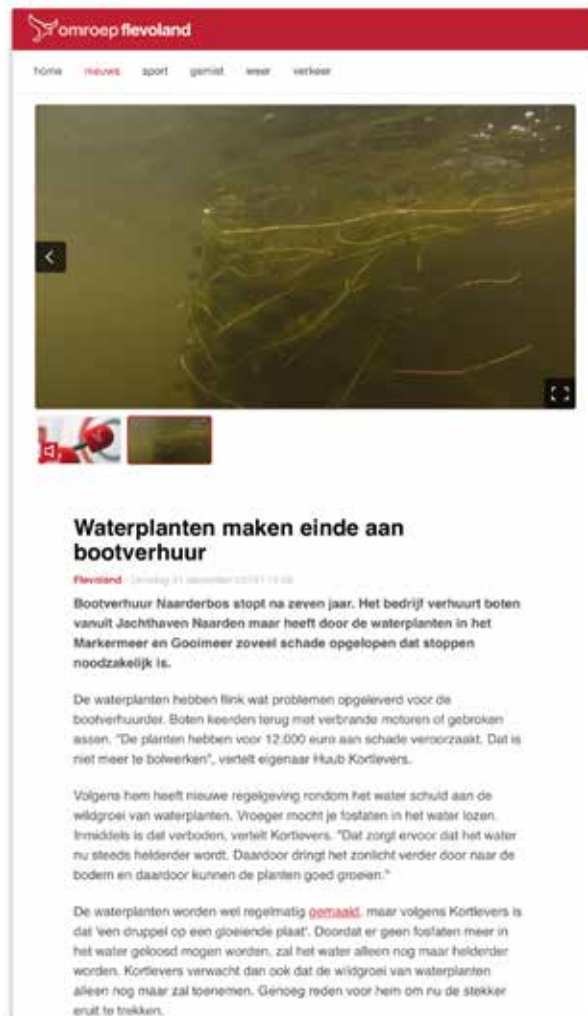 omroep flevoland
home nieuws sport gemist weer verkeer
Waterplanten maken einde aan
bootverhuur
Flevoland
Bootverhuur Naarderbos stopt na zeven jaar. Het bedrijf verhuurt boten
vanuit Jachthaven Naarden maar heeft door de waterplanten in het
Markermeer en Gooimeer zoveel schade opgelopen dat stoppen
noodzakelijk is.
De waterplanten hebben flink wat problemen opgeleverd voor de
bootverhuurder. Boten keerden terug met verbrande motoren of gebroken
assen. "De planten hebben voor 12.000 euro aan schade veroorzaakt. Dat is
niet meer te bolwerken", vertelt eigenaar Huub Kortlevers.
Volgens hem heeft nieuwe regelgeving rondom het water schuld aan de
wildgroei van waterplanten. Vroeger mocht je fosfaten in het water lozen.
Inmiddels is dat verboden, vertelt Kortlevers. "Dat zorgt ervoor dat het water
nu steeds helderder wordt. Daardoor dringt het zonlicht verder door naar de
bodem en daardoor kunnen de planten goed groeien."
De waterplanten worden wel regelmatig gemaaid, maar volgens Kortlevers is
dat 'een druppel op een gloeiende plaat'. Doordat er geen fosfaten meer in
het water geloosd mogen worden, zal het water alleen nog maar helderder
worden. Kortlevers verwacht dan ook dat de wildgroei van waterplanten
alleen nog maar zal toenemen. Genoeg reden voor hem om nu de stekker
eruit te trekken.